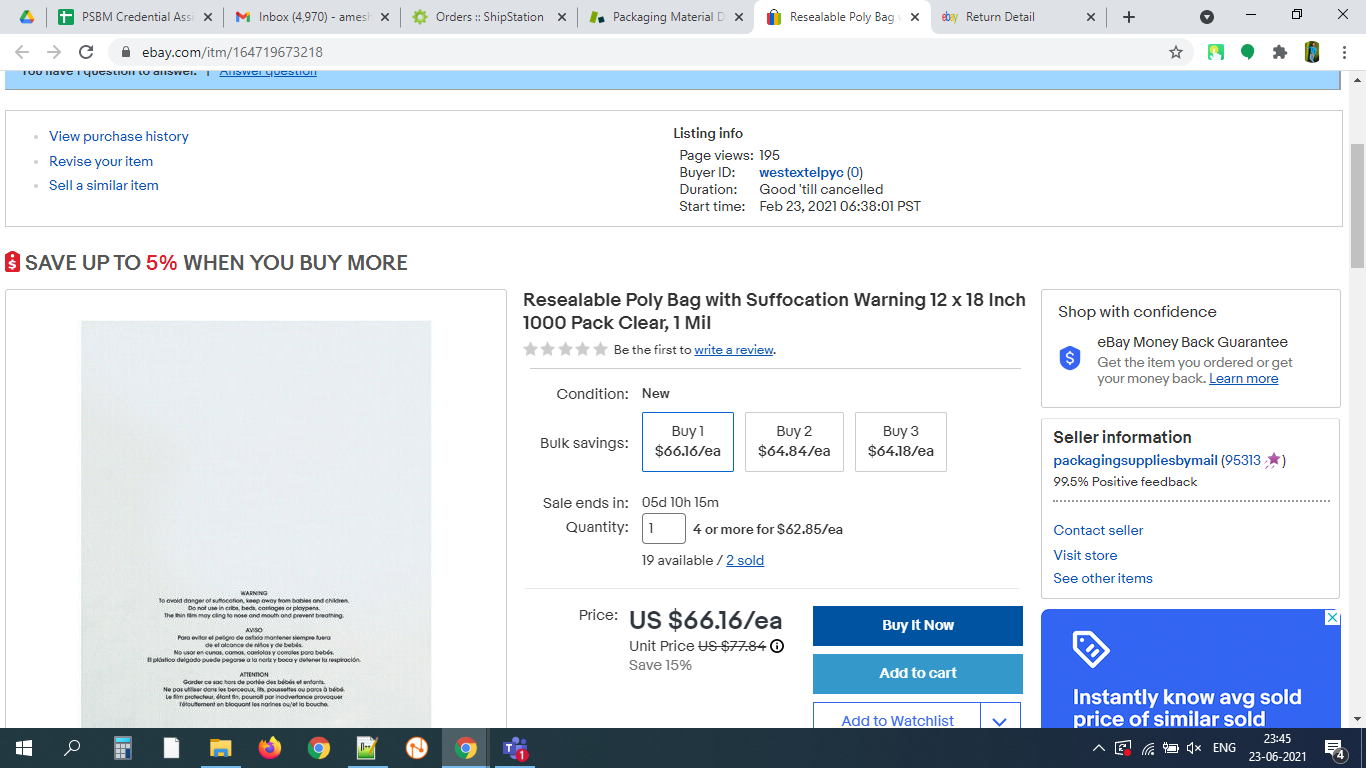 PSBM Credential Assi
Inbox (4,970) - amesh
Orders :: ShipStation
Packaging Material D
Resealable Poly Bag w
ebay Return Detail
ebay.com/itm/164719673218
You have 1 question to answer. | Answer question
View purchase history
Revise your item
Sell a similar item
Listing info
Page views: 195
Buyer ID: westextelpyc (0)
Duration: Good 'till cancelled
Start time: Feb 23, 2021 06:38:01 PST
SAVE UP TO 5% WHEN YOU BUY MORE
WARNING
To avoid danger of suffocation, keep away from babies and children.
Do not use in cribs, beds, carriages or playpens.
The thin film may cling to nose and mouth and prevent breathing.
AVISO
Para evitar el peligro de asfixia mantener siempre fuera
de el alcance de niños y de bebés.
No usar en cunas, camas, carriolas y corrales para bebés.
El plástico delgado puede pegarse a la nariz y boca y detener la respiración.
ATTENTION
Garder ce sac hors de portée des bébés et enfants.
Ne pas utiliser dans les berceaux, lits, poussettes ou parcs à bébé.
Le film protecteur, étant fin, pourrait par inadvertance provoquer
l'étouffement en bloquant les narines ou/et la bouche.
Resealable Poly Bag with Suffocation Warning 12 x 18 Inch
1000 Pack Clear, 1 Mil
Be the first to write a review.
Condition: New
Bulk savings:
Buy 1
$66.16/ea
Buy 2
$64.84/ea
Buy 3
$64.18/ea
Sale ends in: 05d 10h 15m
Quantity: 1 4 or more for $62.85/ea
19 available / 2 sold
Price: US $66.16/ea
Unit Price US $77.84
Save 15%
Buy It Now
Add to cart
Add to Watchlist
Shop with confidence
eBay Money Back Guarantee
Get the item you ordered or get
your money back. Learn more
Seller information
packagingsuppliesbymail (95313 )
99.5% Positive feedback
Contact seller
Visit store
See other items
Instantly know avg sold
price of similar sold
ENG
23:45
23-06-2021
1
4